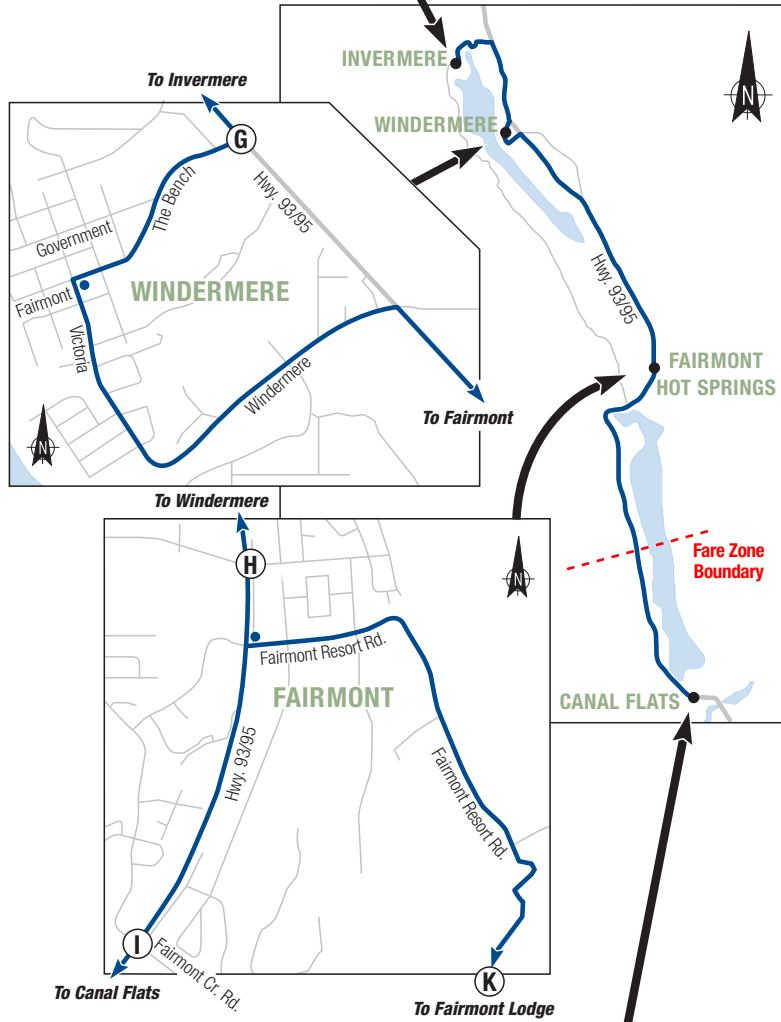 INVERMERE
N
WINDERMERE
Hwy. 93/95
FAIRMONT
HOT SPRINGS
Fare Zone
Boundary
CANAL FLATS
To Invermere
G
The Bench
Hwy. 93/95
Government
WINDERMERE
Fairmont
Victoria
Windermere
To Fairmont
N
To Windermere
H
N
Fairmont Resort Rd.
FAIRMONT
Hwy. 93/95
Fairmont Resort Rd.
I
Fairmont Cr. Rd.
K
To Canal Flats
To Fairmont Lodge